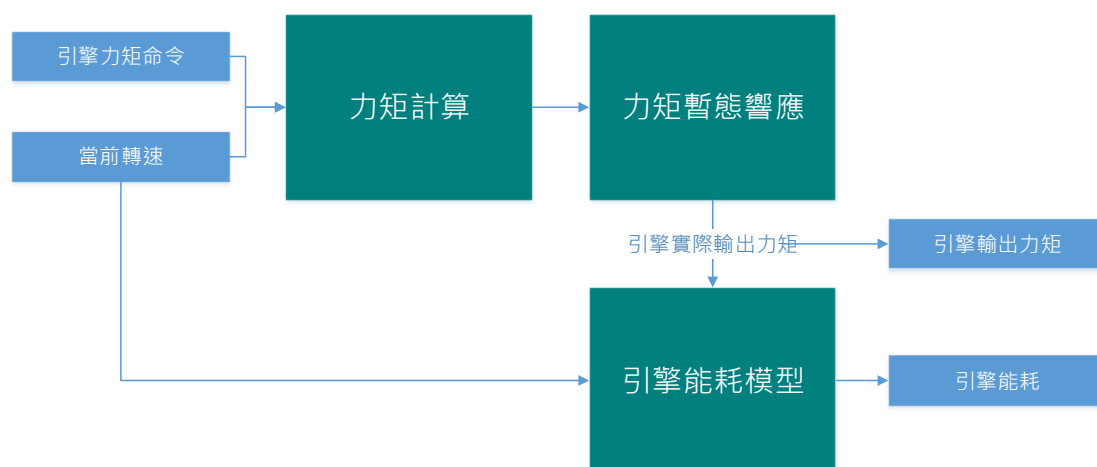 引擎力矩命令
當前轉速
力矩計算
力矩暫態響應
引擎實際輸出力矩
引擎輸出力矩
引擎能耗模型
引擎能耗